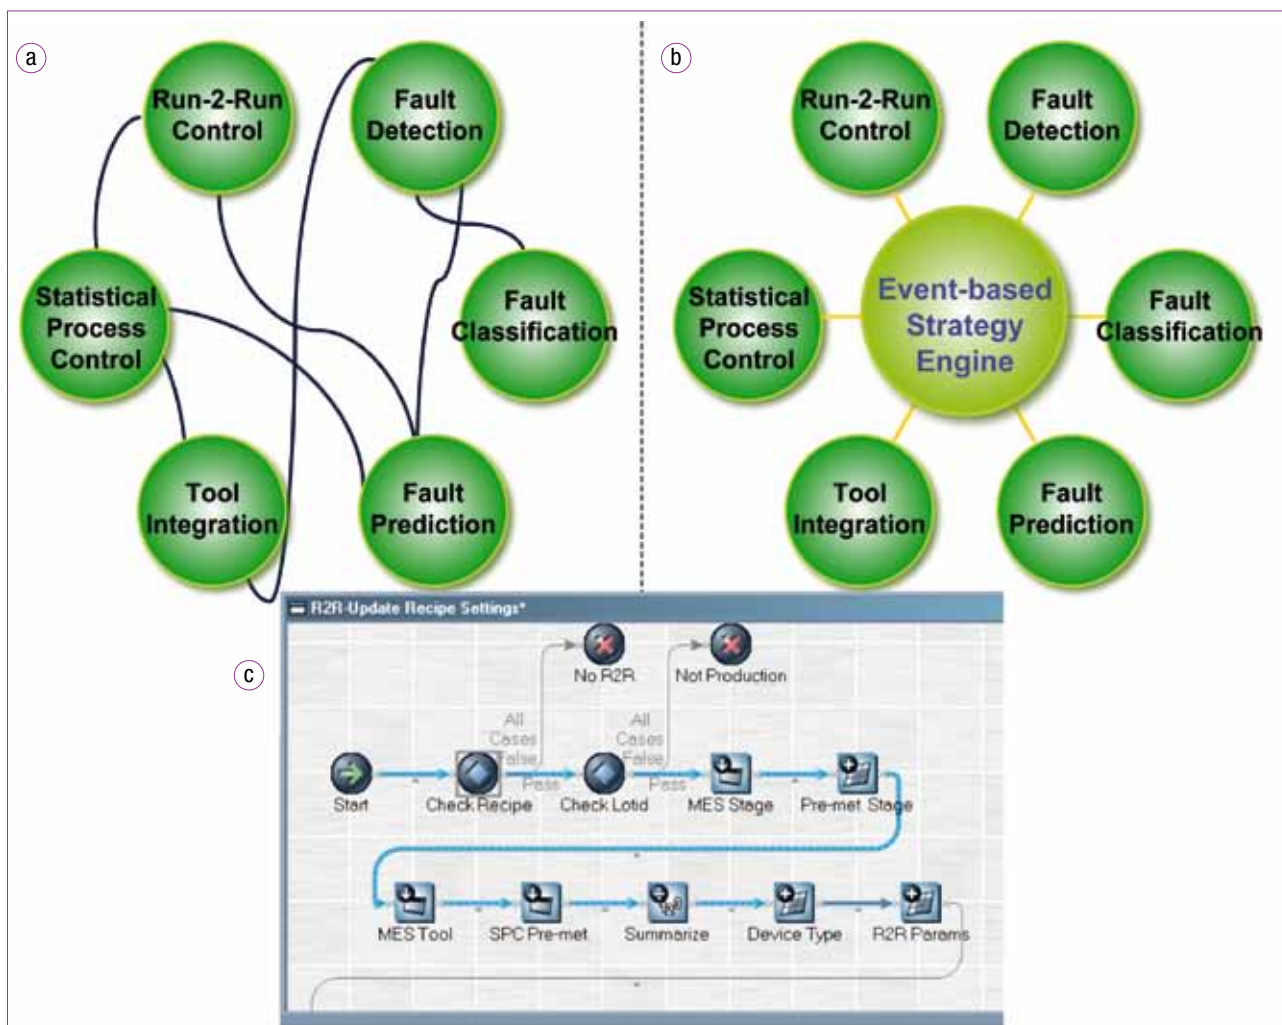 a
Run-2-Run
Control
Fault
Detection
Statistical
Process
Control
Fault
Classification
Tool
Integration
Fault
Prediction
b
Run-2-Run
Control
Fault
Detection
Statistical
Process
Control
Event-based
Strategy
Engine
Fault
Classification
Tool
Integration
Fault
Prediction
c
R2R-Update Recipe Settings*
No R2R
Not Production
All
Cases
False
All
Cases
False
Pass
Pass
Start
Check Recipe
Check Lotid
MES Stage
Pre-met Stage
MES Tool
SPC Pre-met
Summarize
Device Type
R2R Params